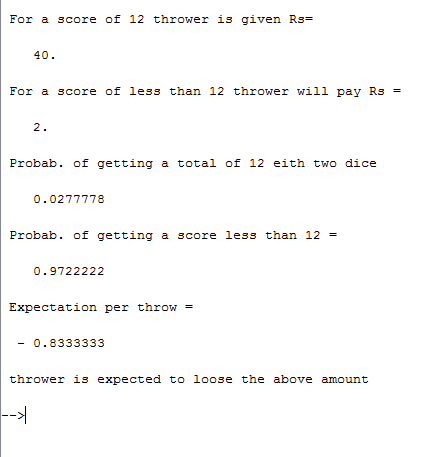 For a score of 12 thrower is given Rs=
40.
For a score of less than 12 thrower will pay Rs =
2.
Probab. of getting a total of 12 eith two dice
0.0277778
Probab. of getting a score less than 12 =
0.9722222
Expectation per throw =
- 0.8333333
thrower is expected to loose the above amount
-->